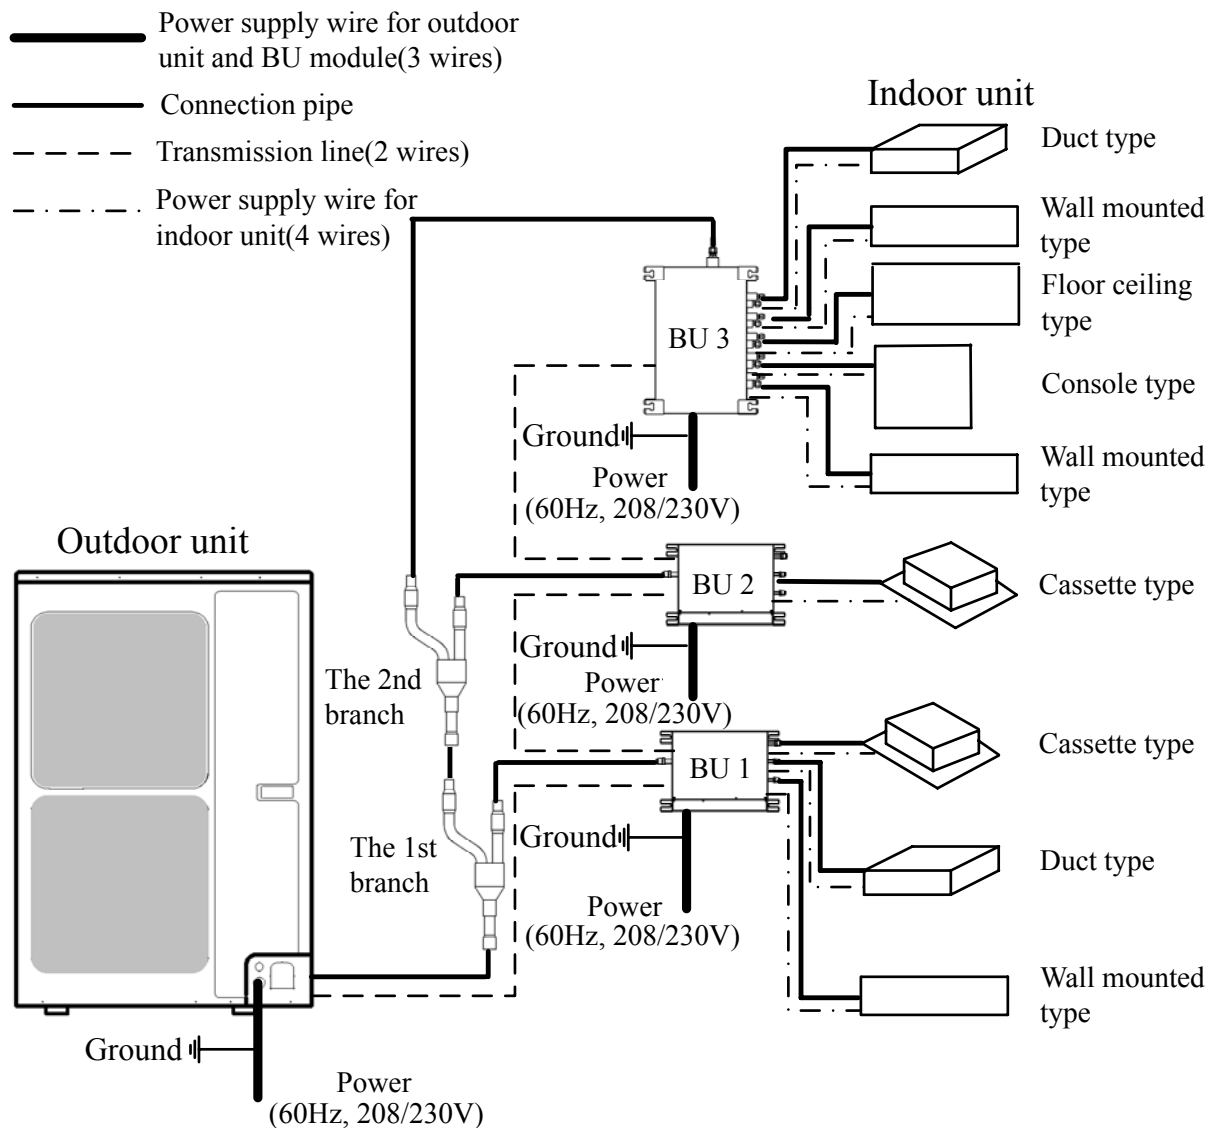 Power supply wire for outdoor
unit and BU module(3 wires)
Connection pipe
Transmission line(2 wires)
Power supply wire for
indoor unit(4 wires)
Indoor unit
Duct type
Wall mounted
type
Floor ceiling
type
BU 3
Console type
Ground
Wall mounted
type
Power
(60Hz, 208/230V)
Outdoor unit
BU 2
Cassette type
Ground
The 2nd
branch
Power
(60Hz, 208/230V)
Cassette type
BU 1
Ground
The 1st
branch
Duct type
Power
(60Hz, 208/230V)
Wall mounted
type
Ground
Power
(60Hz, 208/230V)